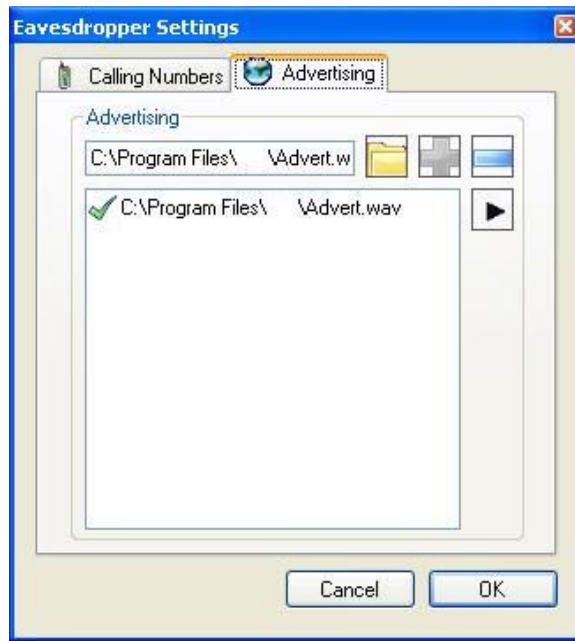 Eavesdropper Settings
Calling Numbers Advertising
Advertising
C:\Program Files\ \Advert.w
C:\Program Files\ \Advert.wav
Cancel OK